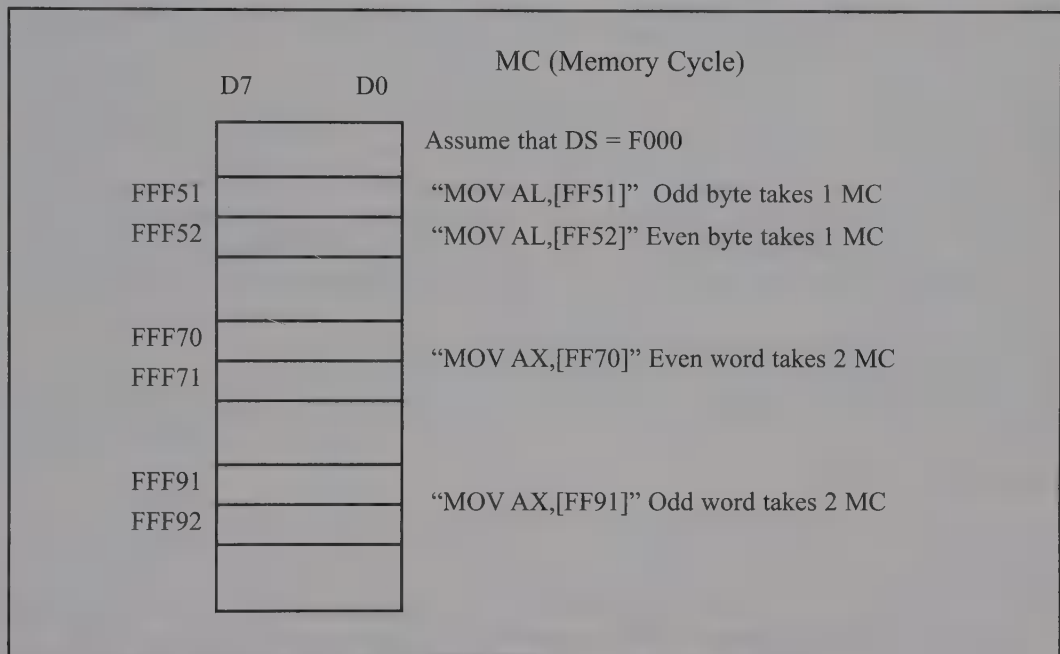 MC (Memory Cycle)
D7 D0
Assume that DS = F000
FFF51 “MOV AL,[FF51]” Odd byte takes 1 MC
FFF52 “MOV AL,[FF52]” Even byte takes 1 MC
FFF70
“MOV AX,[FF70]” Even word takes 2 MC
FFF71
FFF91
“MOV AX,[FF91]” Odd word takes 2 MC
FFF92